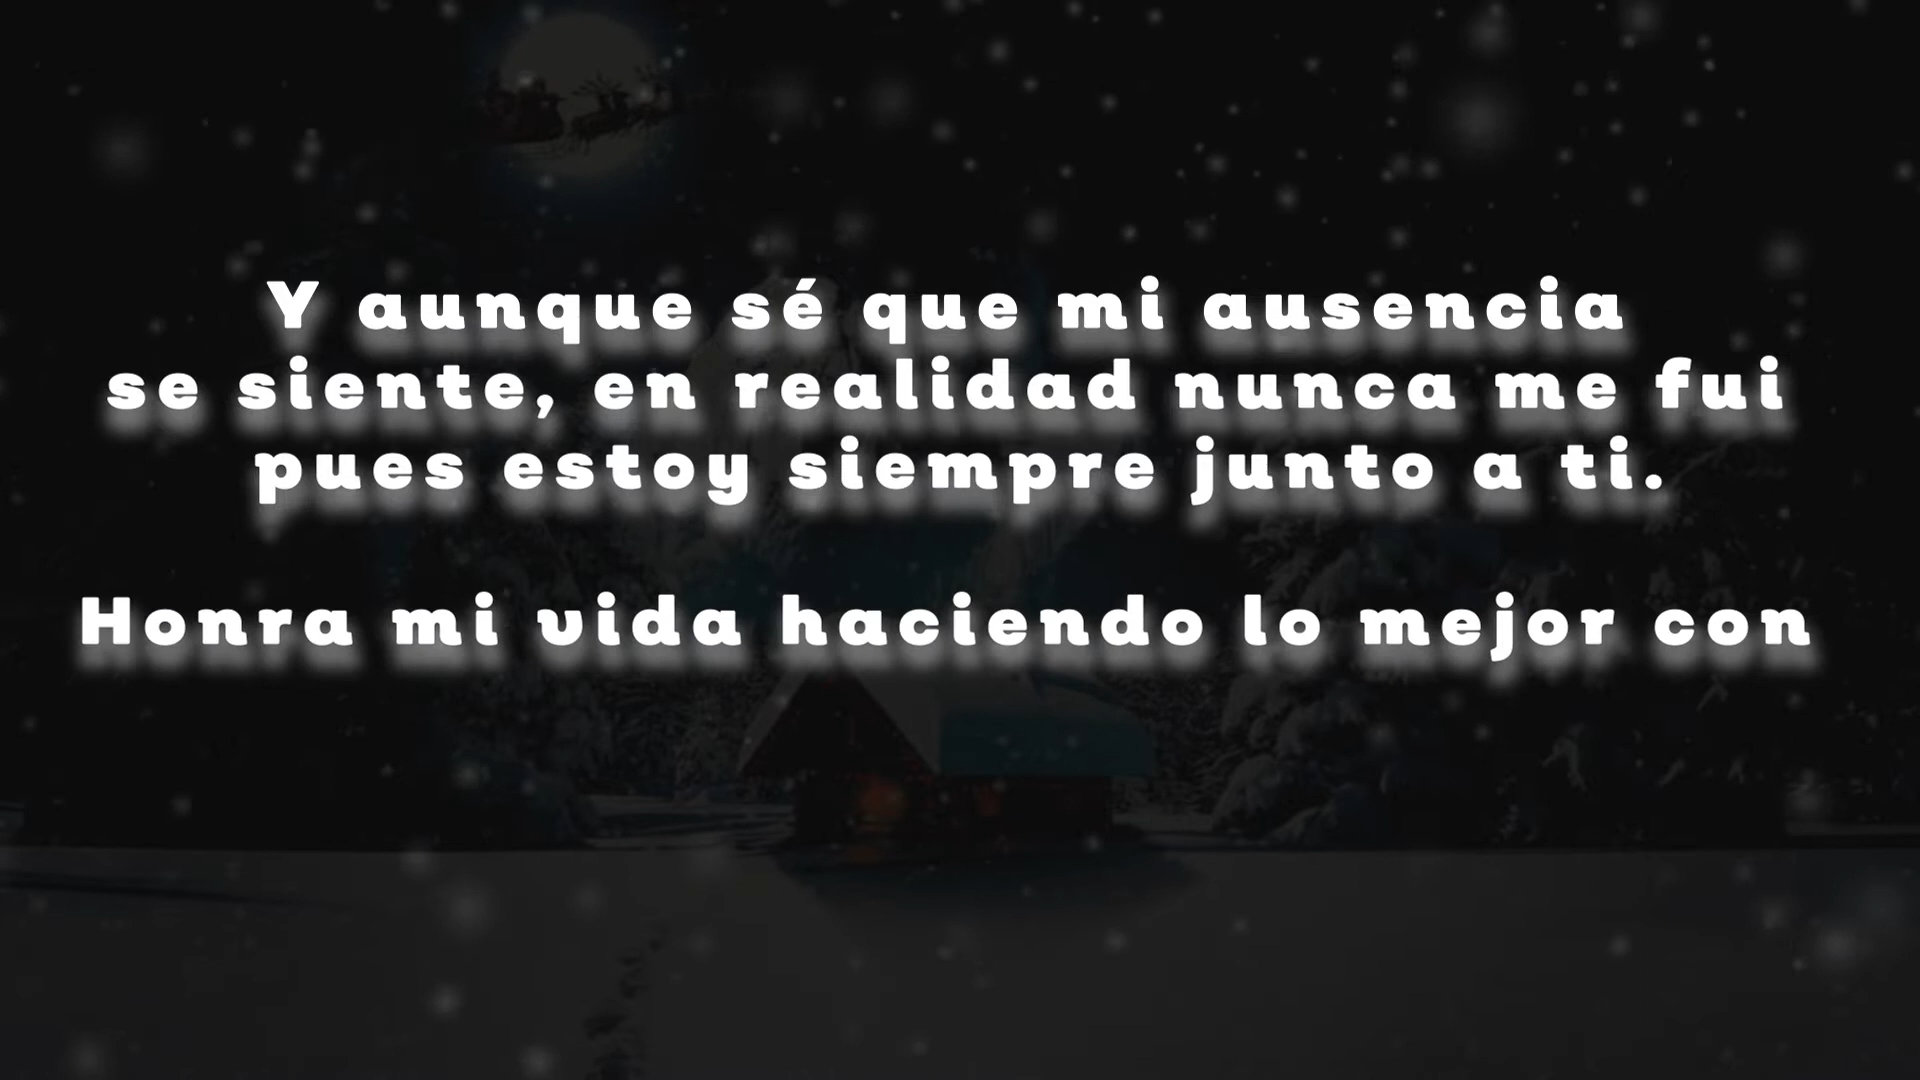 Y aunque sé que mi ausencia
se siente, en realidad nunca me fui
pues estoy siempre junto a ti.
Honra mi vida haciendo lo mejor con